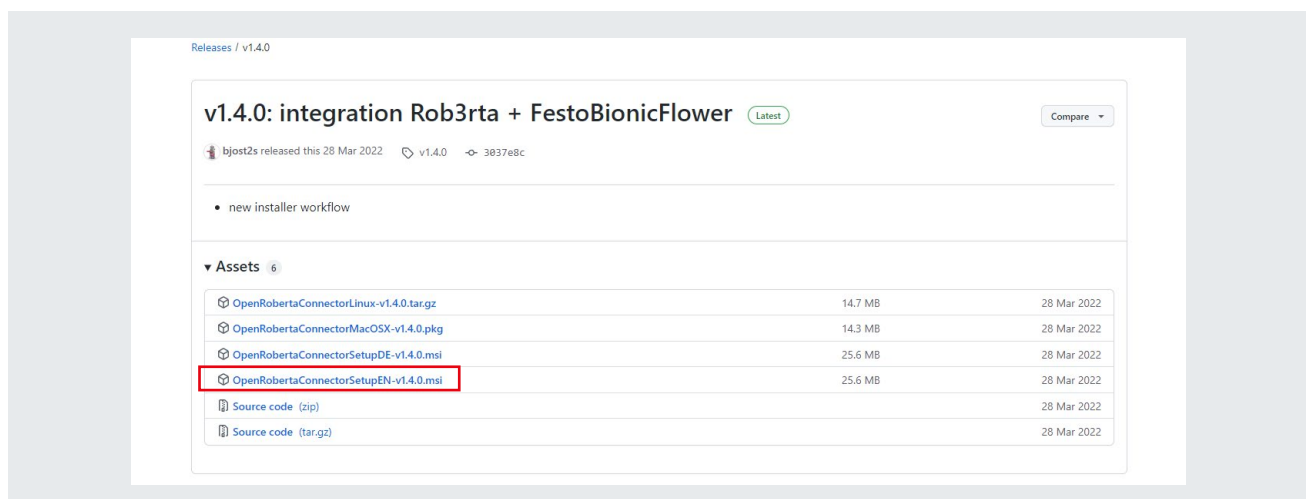 Releases / v1.4.0
v1.4.0: integration Rob3rta + FestoBionicFlower Latest
Compare
bjost2s released this 28 Mar 2022 v1.4.0 3037e8c
• new installer workflow
Assets 6
OpenRobertaConnectorLinux-v1.4.0.tar.gz 14.7 MB 28 Mar 2022
OpenRobertaConnectorMacOSX-v1.4.0.pkg 14.3 MB 28 Mar 2022
OpenRobertaConnectorSetupDE-v1.4.0.msi 25.6 MB 28 Mar 2022
OpenRobertaConnectorSetupEN-v1.4.0.msi 25.6 MB 28 Mar 2022
Source code (zip) 28 Mar 2022
Source code (tar.gz) 28 Mar 2022